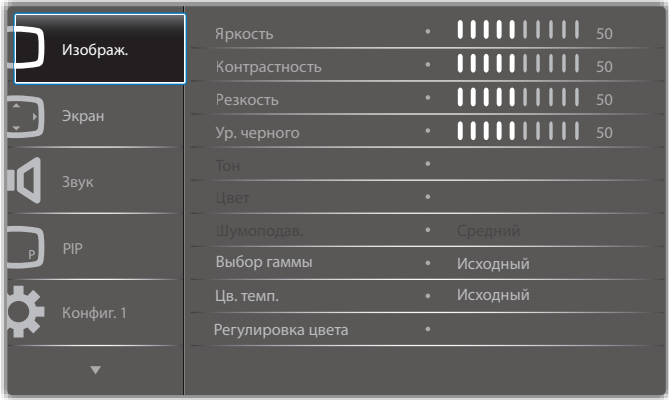 Изображ.
Экран
Звук
PIP
P
Конфиг. 1
Яркость • 50
Контрастность • 50
Резкость • 50
Ур. черного • 50
Тон •
Цвет •
Шумоподав. • Средний
Выбор гаммы • Исходный
Цв. темп. • Исходный
Регулировка цвета •